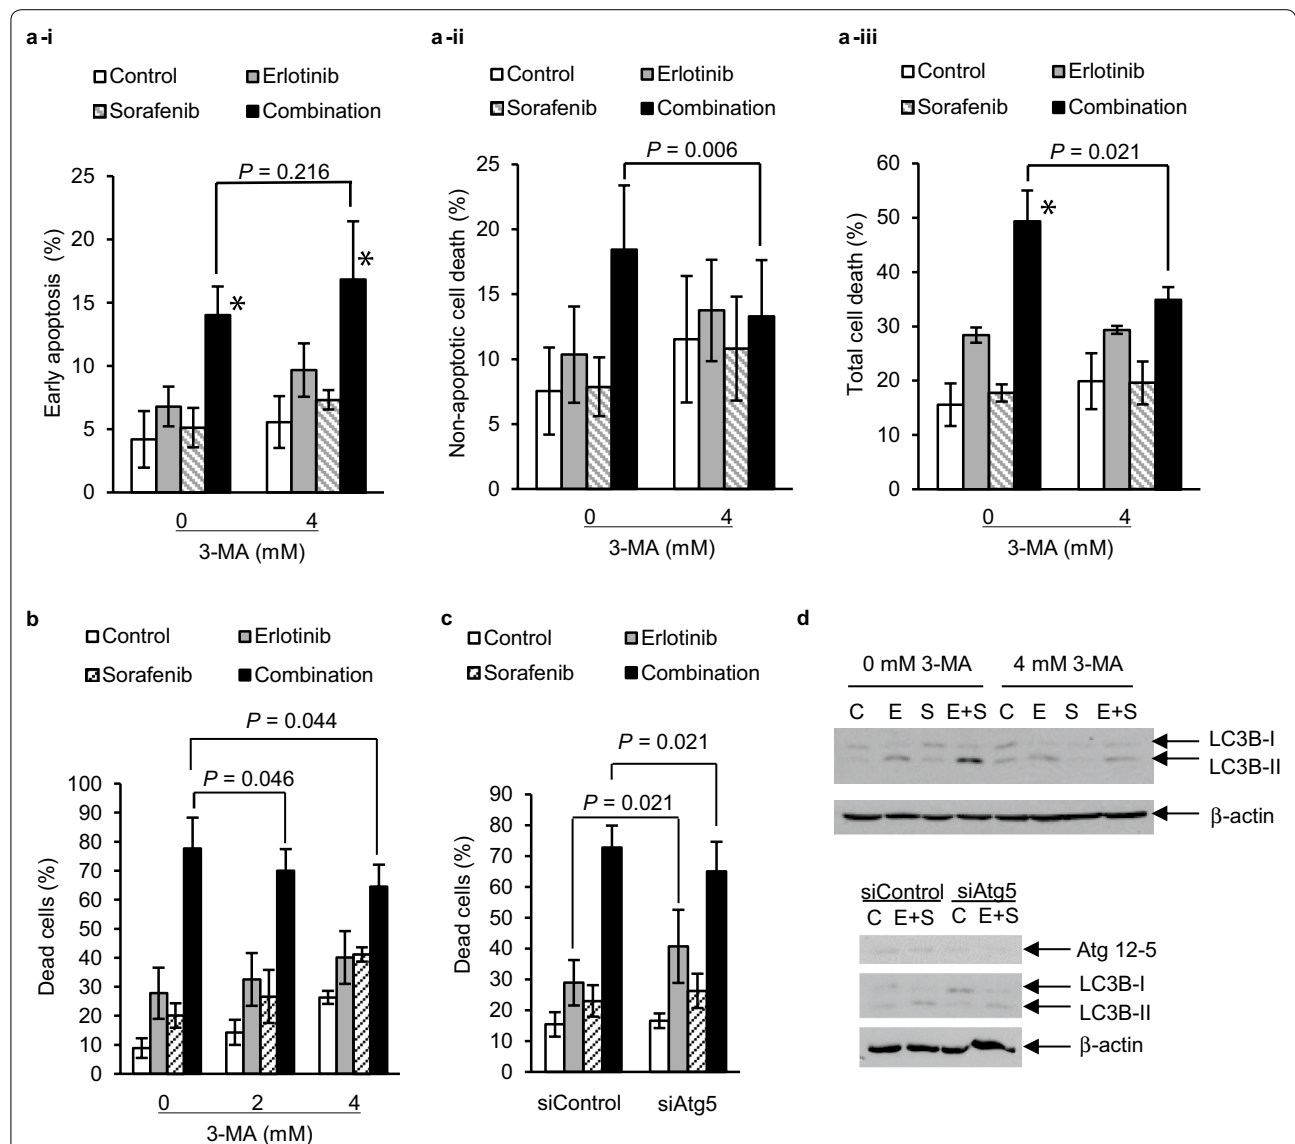 a-i
Control
Erlotinib
Sorafenib
Combination
P = 0.216
25
20
15
10
5
0
Early apoptosis (%)
*
*
0
4
3-MA (mM)
a-ii
Control
Erlotinib
Sorafenib
Combination
P = 0.006
25
20
15
10
5
0
Non-apoptotic cell death (%)
0
4
3-MA (mM)
a-iii
Control
Erlotinib
Sorafenib
Combination
P = 0.021
60
50
40
30
20
10
0
Total cell death (%)
*
0
4
3-MA (mM)
b
Control
Erlotinib
Sorafenib
Combination
P = 0.044
P = 0.046
100
90
80
70
60
50
40
30
20
10
0
Dead cells (%)
0
2
4
3-MA (mM)
c
Control
Erlotinib
Sorafenib
Combination
P = 0.021
P = 0.021
90
80
70
60
50
40
30
20
10
0
Dead cells (%)
siControl
siAtg5
d
0 mM 3-MA
4 mM 3-MA
C E S E+S C E S E+S
LC3B-I
LC3B-II
β-actin
siControl
siAtg5
C E+S C E+S
Atg 12-5
LC3B-I
LC3B-II
β-actin